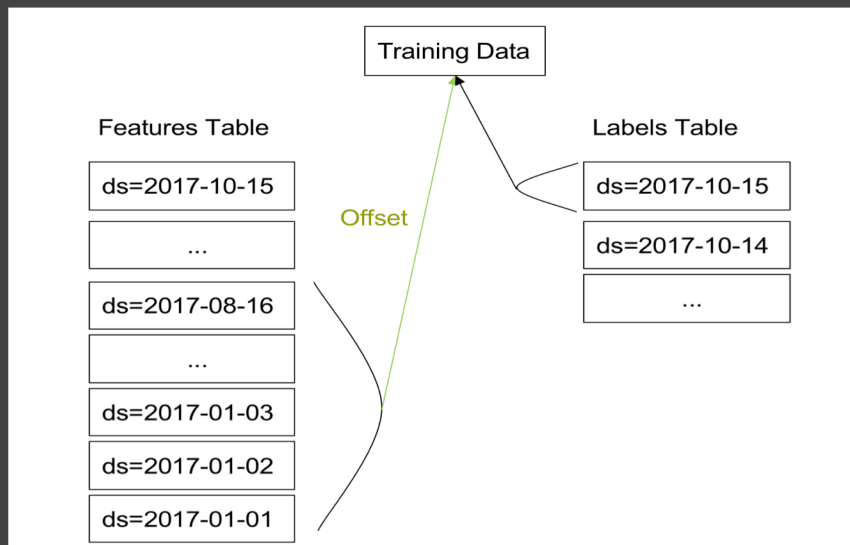 Training Data
Features Table
ds=2017-10-15
...
ds=2017-08-16
...
ds=2017-01-03
ds=2017-01-02
ds=2017-01-01
Offset
Labels Table
ds=2017-10-15
ds=2017-10-14
...